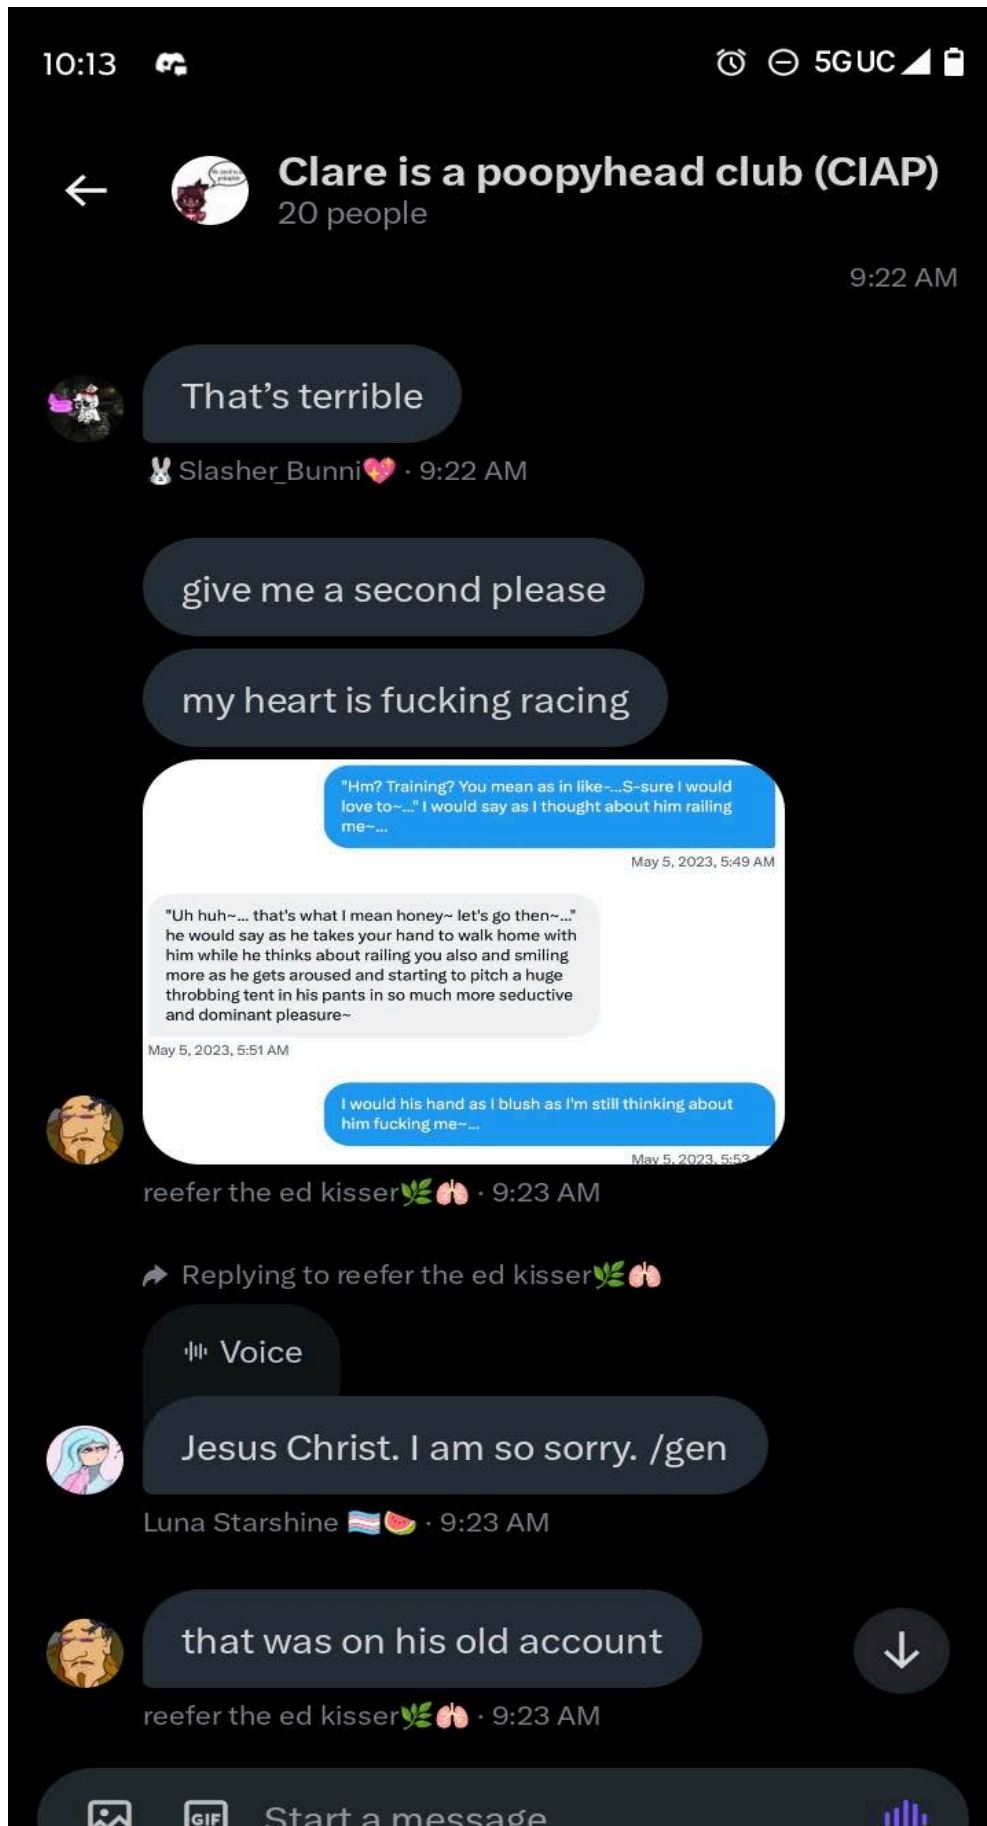 10:13
5G UC
Clare is a poopyhead club (CIAP)
20 people
9:22 AM
That's terrible
🐰Slasher_Bunni💖 · 9:22 AM
give me a second please
my heart is fucking racing
"Hm? Training? You mean as in like-...S-sure I would
love to~..." I would say as I thought about him railing
me~...
May 5, 2023, 5:49 AM
"Uh huh~... that's what I mean honey~ let's go then~..."
he would say as he takes your hand to walk home with
him while he thinks about railing you also and smiling
more as he gets aroused and starting to pitch a huge
throbbing tent in his pants in so much more seductive
and dominant pleasure~
May 5, 2023, 5:51 AM
I would his hand as I blush as I'm still thinking about
him fucking me~...
May 5, 2023, 5:53
reefer the ed kisser🌿🫁 · 9:23 AM
Replying to reefer the ed kisser🌿🫁
Voice
Jesus Christ. I am so sorry. /gen
Luna Starshine 🏳️‍⚧️🍉 · 9:23 AM
that was on his old account
reefer the ed kisser🌿🫁 · 9:23 AM
GIF
Start a message